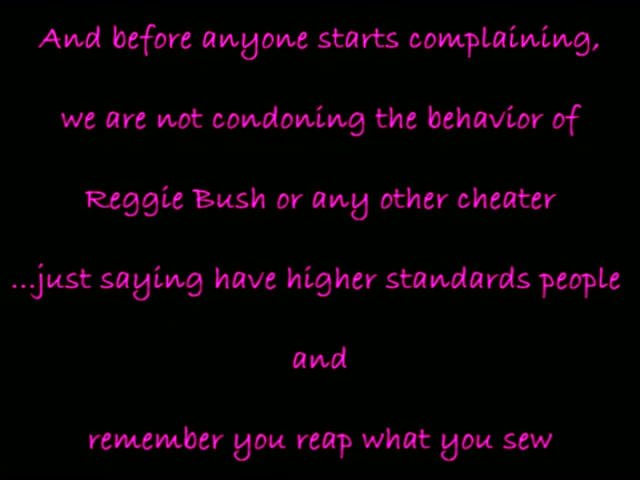 And before anyone starts complaining,
we are not condoning the behavior of
Reggie Bush or any other cheater
...just saying have higher standards people
and
remember you reap what you sew